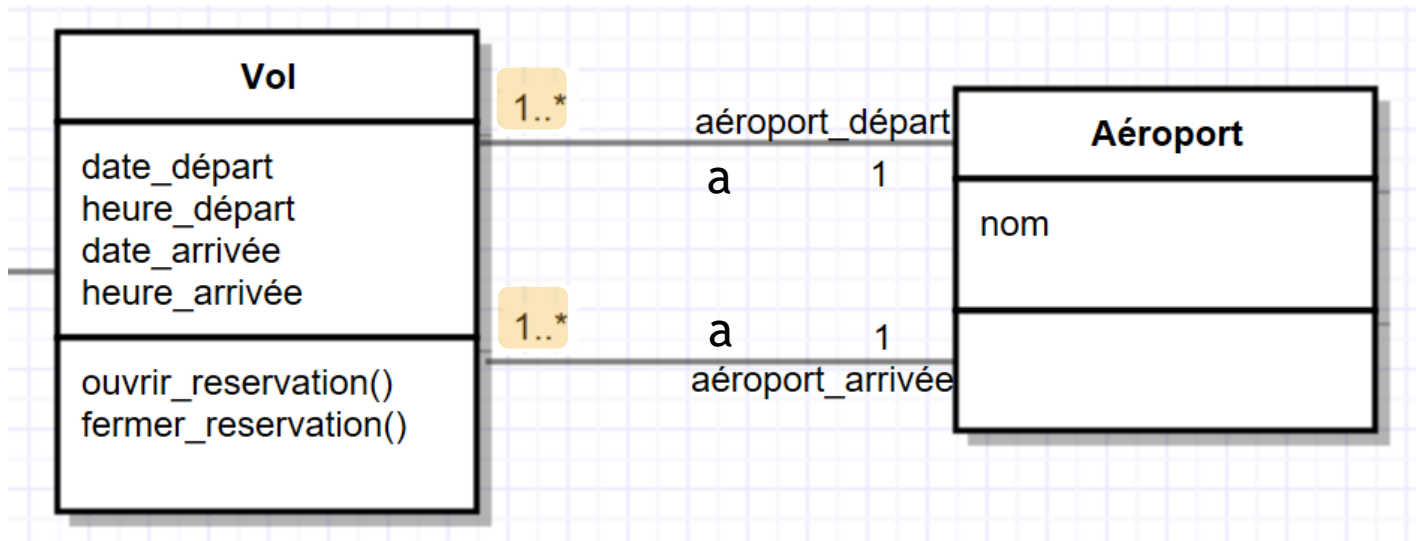 Vol
date_départ
heure_départ
date_arrivée
heure_arrivée
ouvrir_reservation()
fermer_reservation()
1..*
aéroport_départ
a
1
1..*
a
1
aéroport_arrivée
Aéroport
nom